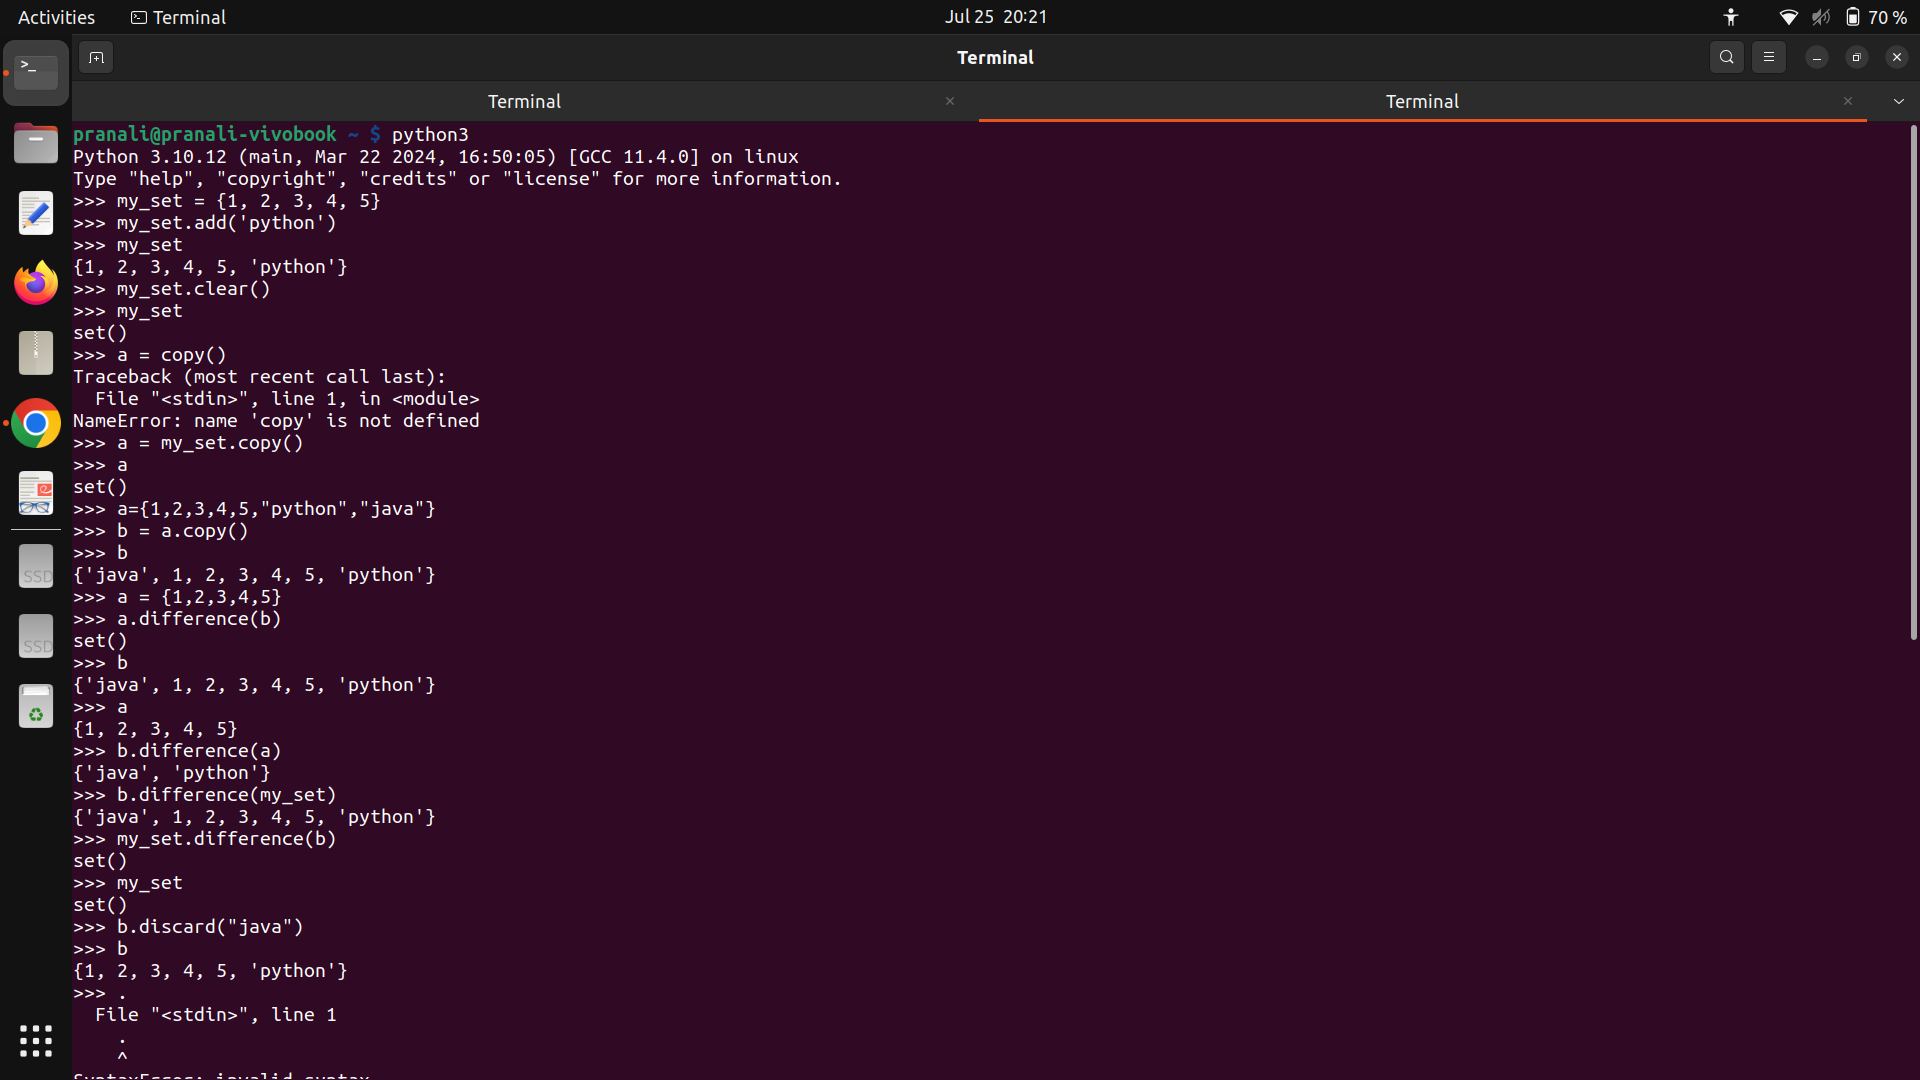 Activities
Terminal
Jul 25 20:21
70 %
Terminal
Terminal
Terminal
pranali@pranali-vivobook ~ $ python3
Python 3.10.12 (main, Mar 22 2024, 16:50:05) [GCC 11.4.0] on linux
Type "help", "copyright", "credits" or "license" for more information.
>>> my_set = {1, 2, 3, 4, 5}
>>> my_set.add('python')
>>> my_set
{1, 2, 3, 4, 5, 'python'}
>>> my_set.clear()
>>> my_set
set()
>>> a = copy()
Traceback (most recent call last):
  File "<stdin>", line 1, in <module>
NameError: name 'copy' is not defined
>>> a = my_set.copy()
>>> a
set()
>>> a={1,2,3,4,5,"python","java"}
>>> b = a.copy()
>>> b
{'java', 1, 2, 3, 4, 5, 'python'}
>>> a = {1,2,3,4,5}
>>> a.difference(b)
set()
>>> b
{'java', 1, 2, 3, 4, 5, 'python'}
>>> a
{1, 2, 3, 4, 5}
>>> b.difference(a)
{'java', 'python'}
>>> b.difference(my_set)
{'java', 1, 2, 3, 4, 5, 'python'}
>>> my_set.difference(b)
set()
>>> my_set
set()
>>> b.discard("java")
>>> b
{1, 2, 3, 4, 5, 'python'}
>>> .
  File "<stdin>", line 1
    .
    ^
SyntaxError: invalid syntax
SSD
SSD